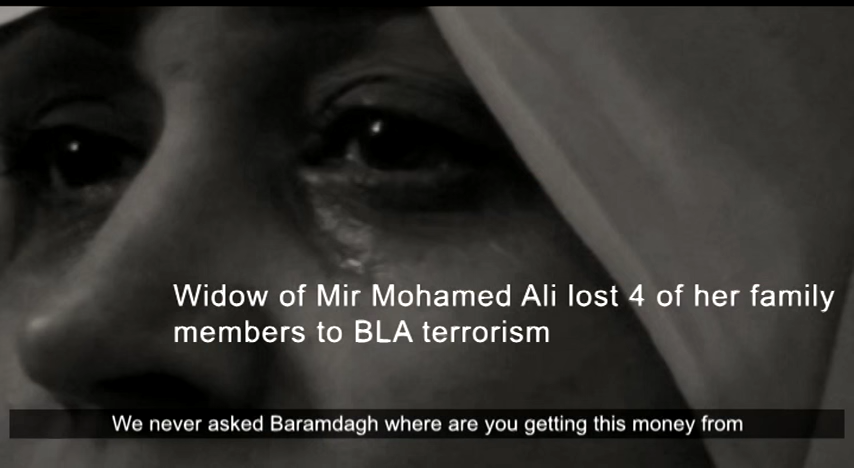 Widow of Mir Mohamed Ali lost 4 of her family
members to BLA terrorism
We never asked Baramdagh where are you getting this money from